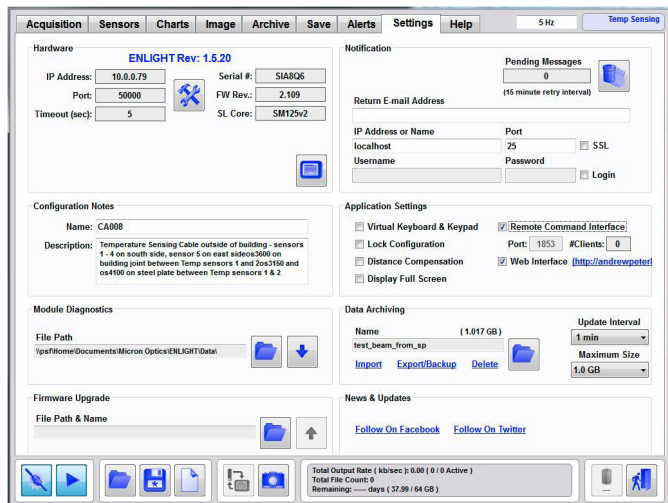 Acquisition Sensors Charts Image Archive Save Alerts Settings Help 5 Hz Temp Sensing
Hardware
ENLIGHT Rev: 1.5.20
IP Address: 10.0.0.79 Serial #: SIA8Q6
Port: 50000 FW Rev.: 2.109
Timeout (sec): 5 SL Core: SM125v2
Notification
Pending Messages
0
(15 minute retry interval)
Return E-mail Address
IP Address or Name Port
localhost 25 SSL
Username Password
Login
Configuration Notes
Name: CA008
Description: Temperature Sensing Cable outside of building - sensors
1 - 4 on south side, sensor 5 on east sideos3600 on
building joint between Temp sensors 1 and 2os3150 and
os4100 on steel plate between Temp sensors 1 & 2
Application Settings
Virtual Keyboard & Keypad Remote Command Interface
Lock Configuration Port: 1853 #Clients: 0
Distance Compensation Web Interface (http://andrewpeterl
Display Full Screen
Module Diagnostics
File Path
\\psf\Home\Documents\Micron Optics\ENLIGHT\Data\
Data Archiving
Name (1.017 GB)
test_beam_from_sp
Import Export/Backup Delete
Update Interval
1 min
Maximum Size
1.0 GB
Firmware Upgrade
File Path & Name
News & Updates
Follow On Facebook Follow On Twitter
Total Output Rate ( kb/sec ): 0.00 ( 0 / 0 Active )
Total File Count: 0
Remaining: ----- days ( 37.99 / 64 GB )